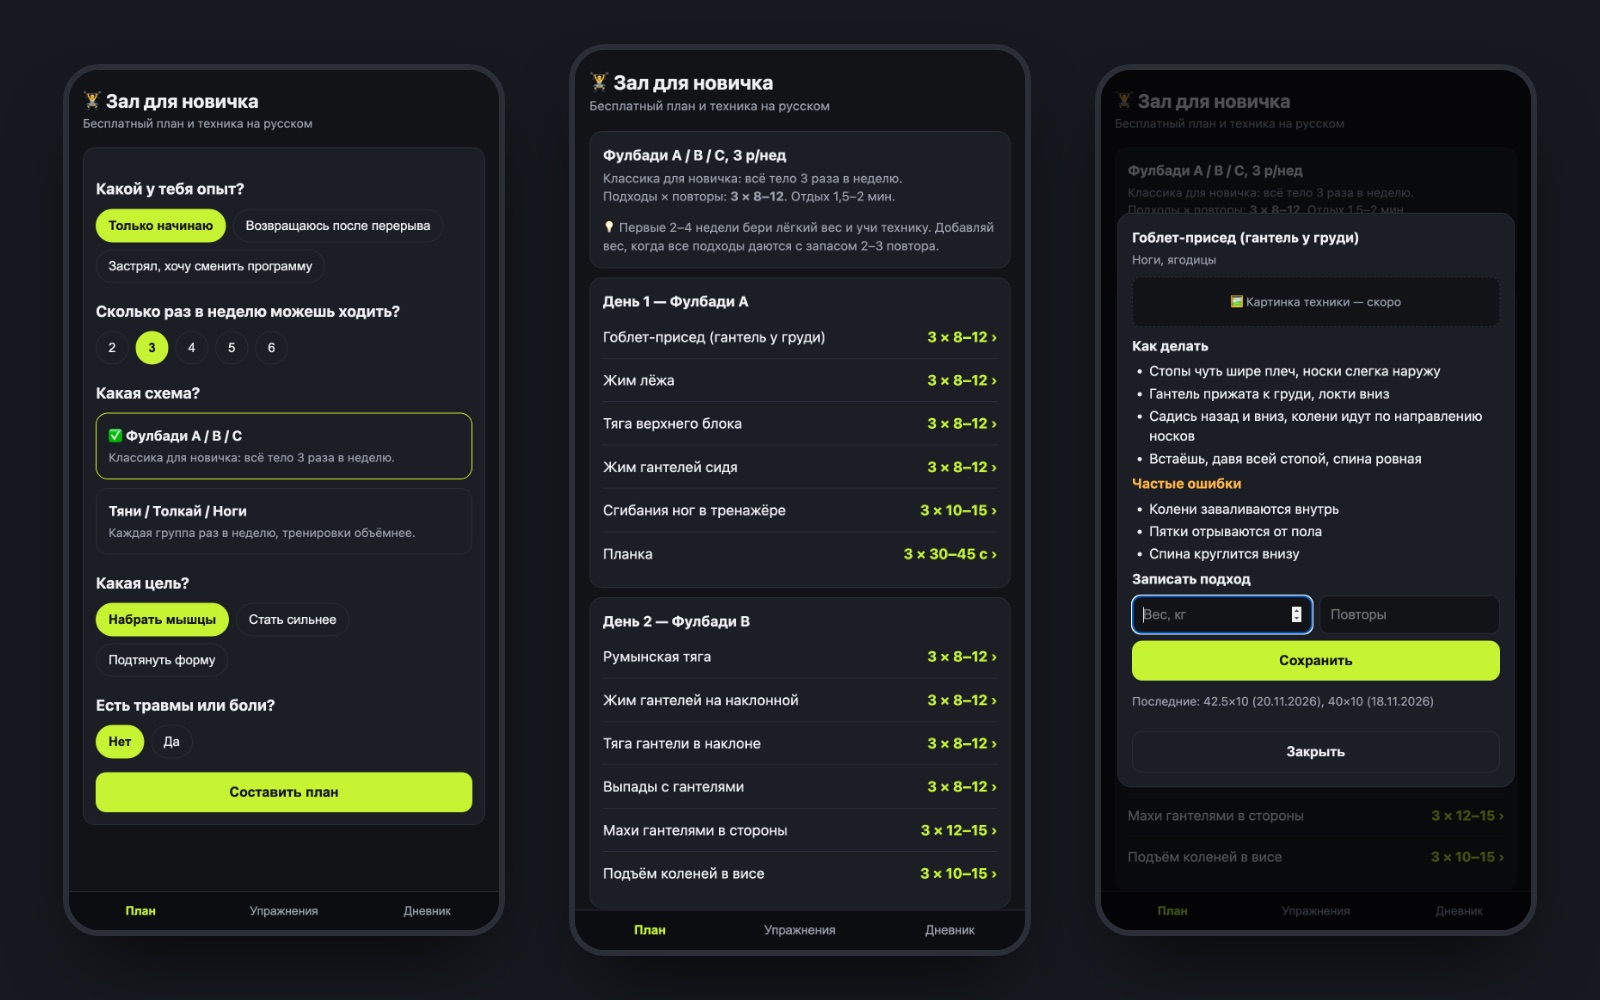 🏋️ Зал для новичка
Бесплатный план и техника на русском
Какой у тебя опыт?
Только начинаю
Возвращаюсь после перерыва
Застрял, хочу сменить программу
Сколько раз в неделю можешь ходить?
2 3 4 5 6
Какая схема?
✅ Фулбади A / B / C
Классика для новичка: всё тело 3 раза в неделю.
Тяни / Толкай / Ноги
Каждая группа раз в неделю, тренировки объёмнее.
Какая цель?
Набрать мышцы
Стать сильнее
Подтянуть форму
Есть травмы или боли?
Нет
Да
Составить план
План
Упражнения
Дневник
🏋️ Зал для новичка
Бесплатный план и техника на русском
Фулбади A / B / C, 3 р/нед
Классика для новичка: всё тело 3 раза в неделю.
Подходы × повторы: 3 × 8–12. Отдых 1,5–2 мин.
💡 Первые 2–4 недели бери лёгкий вес и учи технику. Добавляй
вес, когда все подходы даются с запасом 2–3 повтора.
День 1 — Фулбади A
Гоблет-присед (гантель у груди) 3 × 8–12 ›
Жим лёжа 3 × 8–12 ›
Тяга верхнего блока 3 × 8–12 ›
Жим гантелей сидя 3 × 8–12 ›
Сгибания ног в тренажёре 3 × 10–15 ›
Планка 3 × 30–45 с ›
День 2 — Фулбади B
Румынская тяга 3 × 8–12 ›
Жим гантелей на наклонной 3 × 8–12 ›
Тяга гантели в наклоне 3 × 8–12 ›
Выпады с гантелями 3 × 8–12 ›
Махи гантелями в стороны 3 × 12–15 ›
Подъём коленей в висе 3 × 10–15 ›
План
Упражнения
Дневник
🏋️ Зал для новичка
Бесплатный план и техника на русском
Фулбади A / B / C, 3 р/нед
Классика для новичка: всё тело 3 раза в неделю.
Подходы × повторы: 3 × 8–12. Отдых 1,5–2 мин.
Гоблет-присед (гантель у груди)
Ноги, ягодицы
🖼️ Картинка техники — скоро
Как делать
• Стопы чуть шире плеч, носки слегка наружу
• Гантель прижата к груди, локти вниз
• Садись назад и вниз, колени идут по направлению
носков
• Встаёшь, давя всей стопой, спина ровная
Частые ошибки
• Колени заваливаются внутрь
• Пятки отрываются от пола
• Спина круглится внизу
Записать подход
Вес, кг
Повторы
Сохранить
Последние: 42.5×10 (20.11.2026), 40×10 (18.11.2026)
Закрыть
Махи гантелями в стороны 3 × 12–15 ›
Подъём коленей в висе 3 × 10–15 ›
План
Упражнения
Дневник